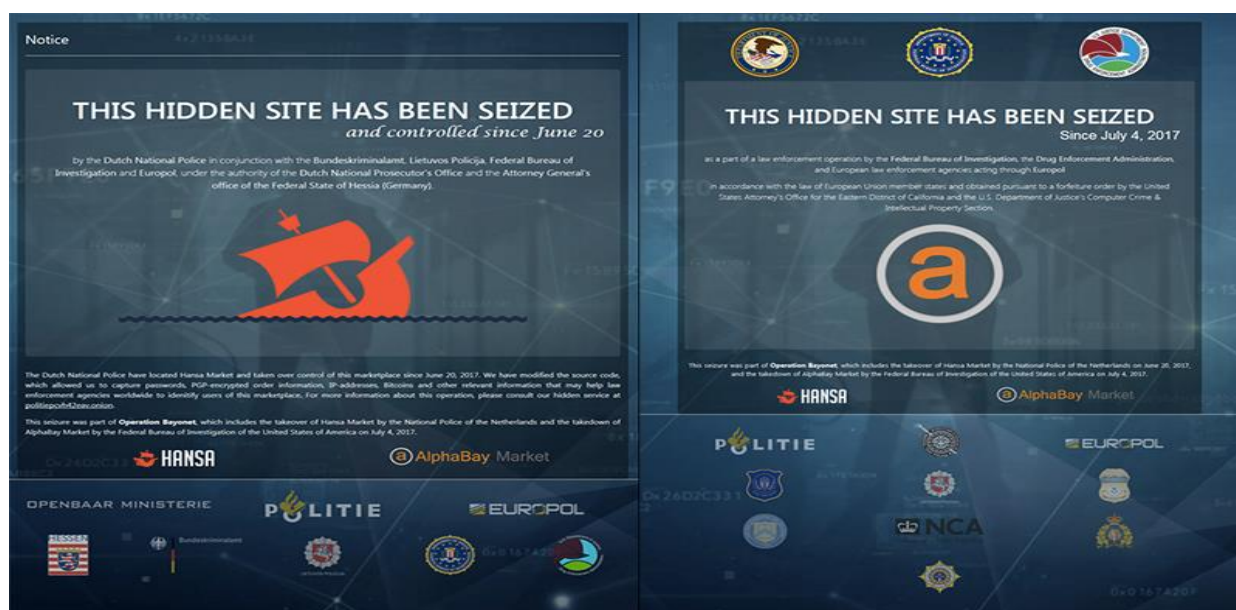 Notice
THIS HIDDEN SITE HAS BEEN SEIZED
and controlled since June 20
by the Dutch National Police in conjunction with the Bundeskriminalamt, Lietuvos Policija, Federal Bureau of
Investigation and Europol, under the authority of the Dutch National Prosecutor's Office and the Attorney General's
office of the Federal State of Hessia (Germany).
The Dutch National Police have located Hansa Market and taken over control of this marketplace since June 20, 2017. We have modified the source code,
which allowed us to capture passwords, PGP-encrypted order information, IP-addresses, Bitcoins and other relevant information that may help law
enforcement agencies worldwide to identify users of this marketplace. For more information about this operation, please consult our hidden service at
politiepcvh42eav.onion.
This seizure was part of Operation Bayonet, which includes the takeover of Hansa Market by the National Police of the Netherlands and the takedown of
AlphaBay Market by the Federal Bureau of Investigation of the United States of America on July 4, 2017.
HANSA
AlphaBay Market
OPENBAAR MINISTERIE
POLITIE
EUROPOL
HESSEN
Bundeskriminalamt
THIS HIDDEN SITE HAS BEEN SEIZED
Since July 4, 2017
as a part of a law enforcement operation by the Federal Bureau of Investigation, the Drug Enforcement Administration,
and European law enforcement agencies acting through Europol
in accordance with the law of European Union member states and obtained pursuant to a forfeiture order by the United
States Attorney's Office for the Eastern District of California and the U.S. Department of Justice's Computer Crime &
Intellectual Property Section.
a
This seizure was part of Operation Bayonet, which includes the takeover of Hansa Market by the National Police of the Netherlands on June 20, 2017,
and the takedown of AlphaBay Market by the Federal Bureau of Investigation of the United States of America on July 4, 2017.
HANSA
a AlphaBay Market
POLITIE
EUROPOL
NCA